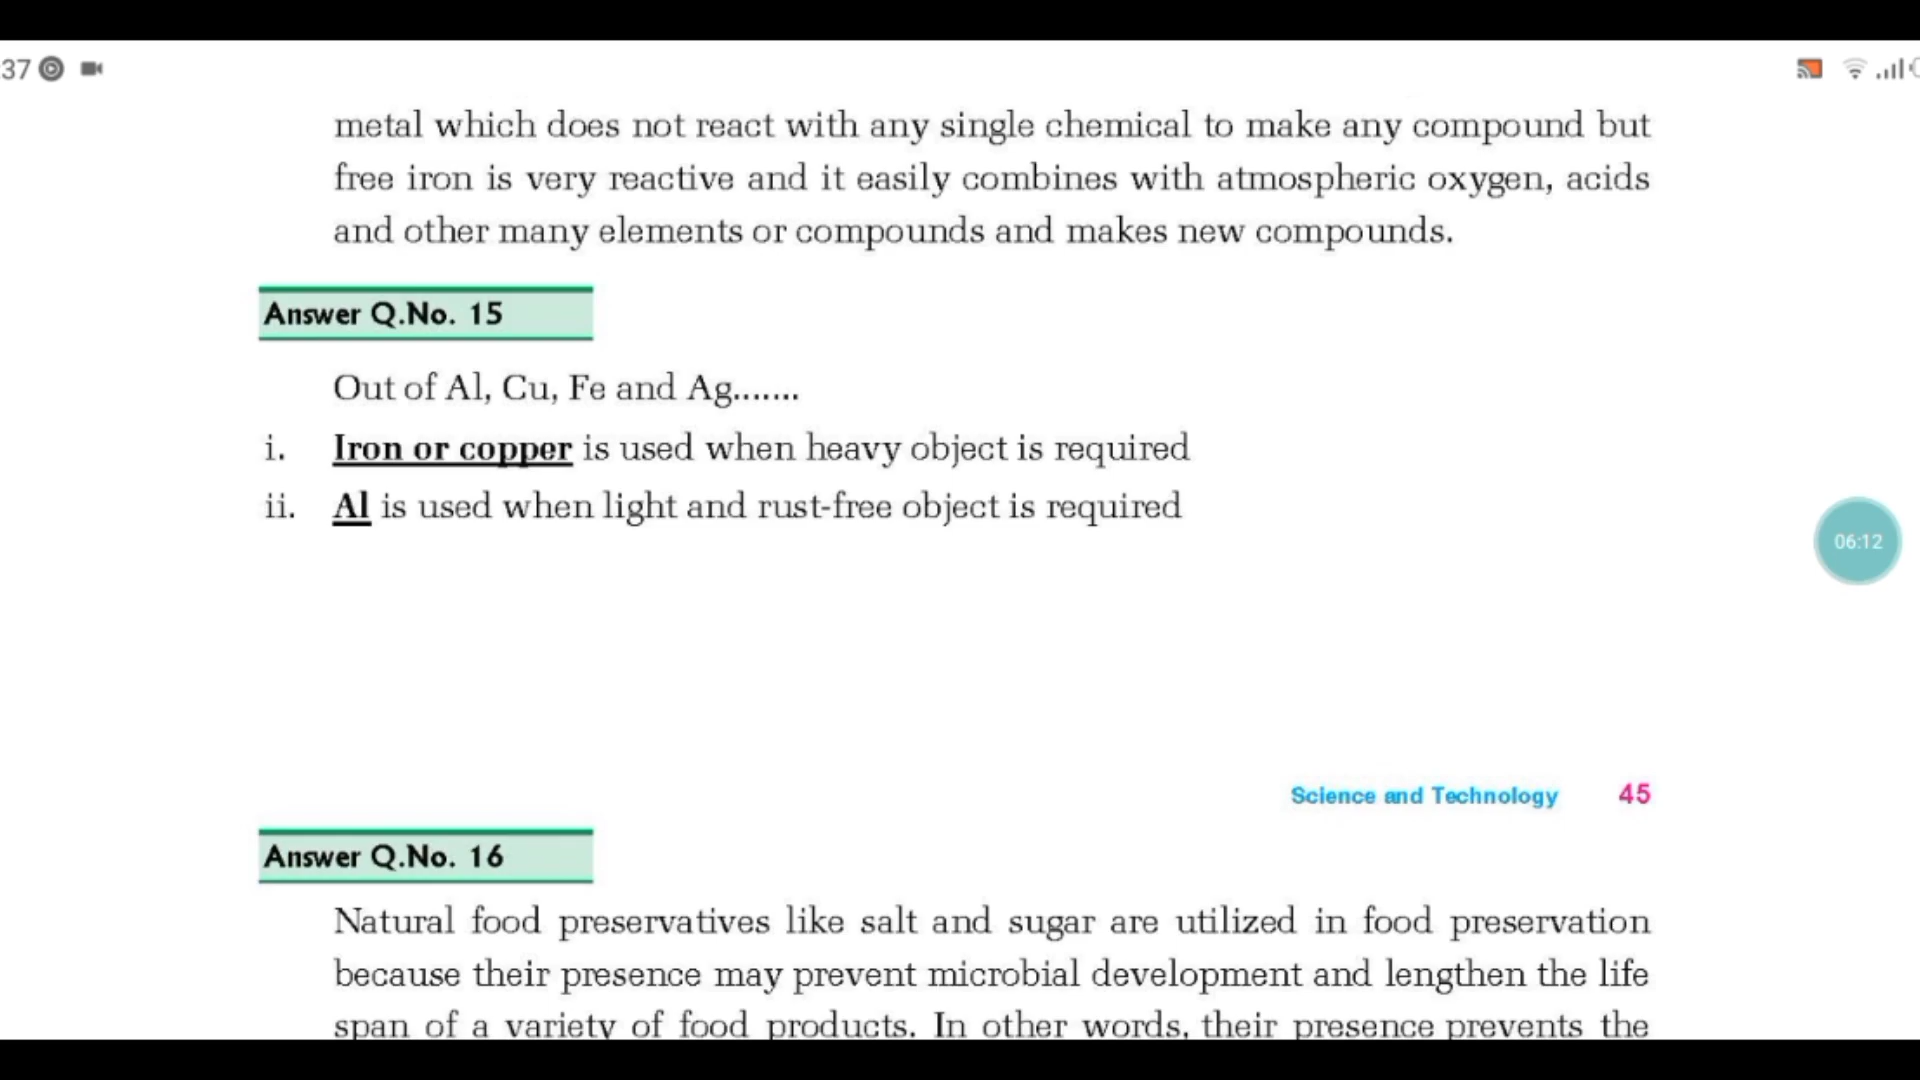 37
metal which does not react with any single chemical to make any compound but
free iron is very reactive and it easily combines with atmospheric oxygen, acids
and other many elements or compounds and makes new compounds.
Answer Q.No. 15
Out of Al, Cu, Fe and Ag.......
i. Iron or copper is used when heavy object is required
ii. Al is used when light and rust-free object is required
06:12
Science and Technology 45
Answer Q.No. 16
Natural food preservatives like salt and sugar are utilized in food preservation
because their presence may prevent microbial development and lengthen the life
span of a variety of food products. In other words, their presence prevents the